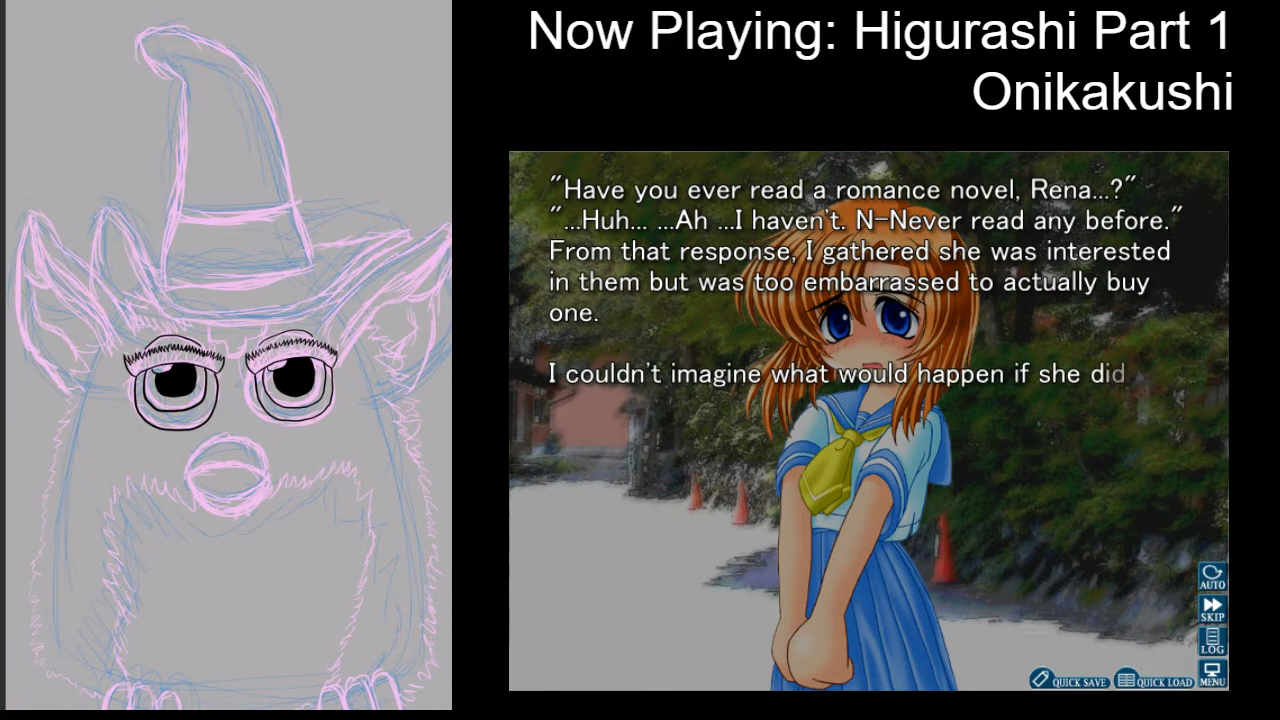 Now Playing: Higurashi Part 1
Onikakushi
"Have you ever read a romance novel, Rena...?"
"...Huh... ...Ah ...I haven't. N-Never read any before."
From that response, I gathered she was interested
in them but was too embarrassed to actually buy
one.
I couldn't imagine what would happen if she did
AUTO
SKIP
LOG
MENU
QUICK SAVE
QUICK LOAD